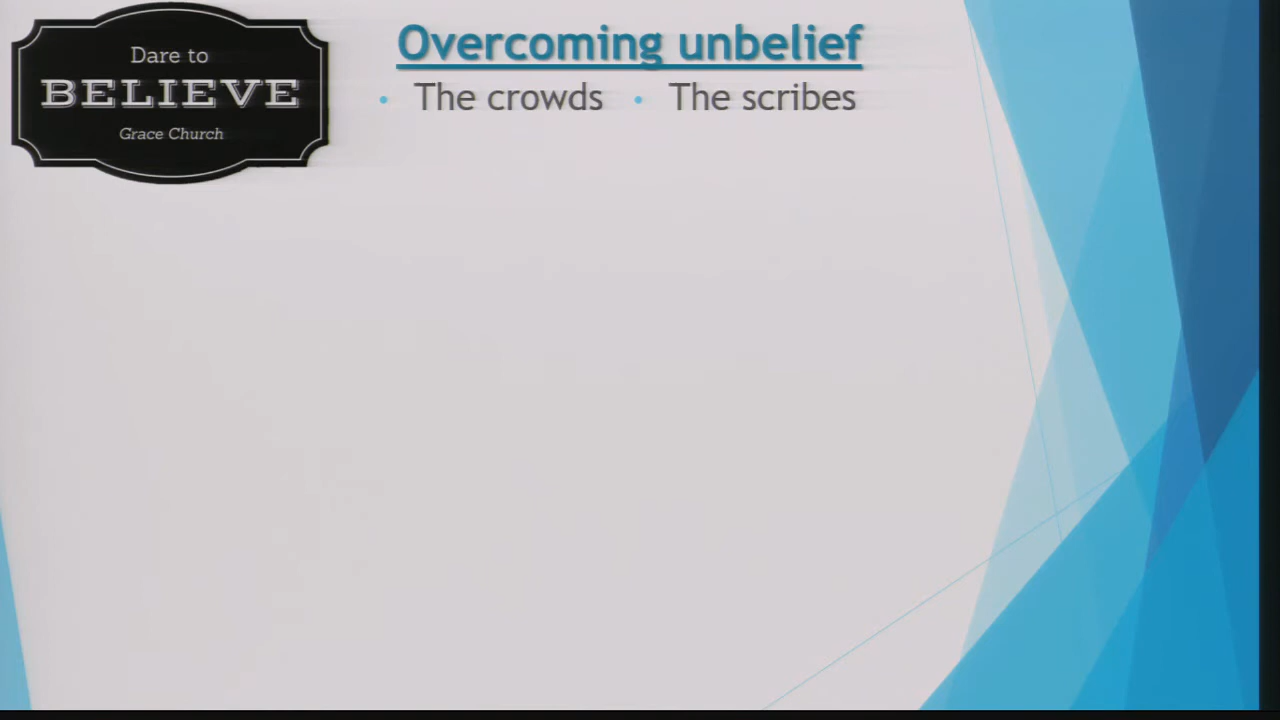 Dare to
BELIEVE
Grace Church
Overcoming unbelief
• The crowds • The scribes